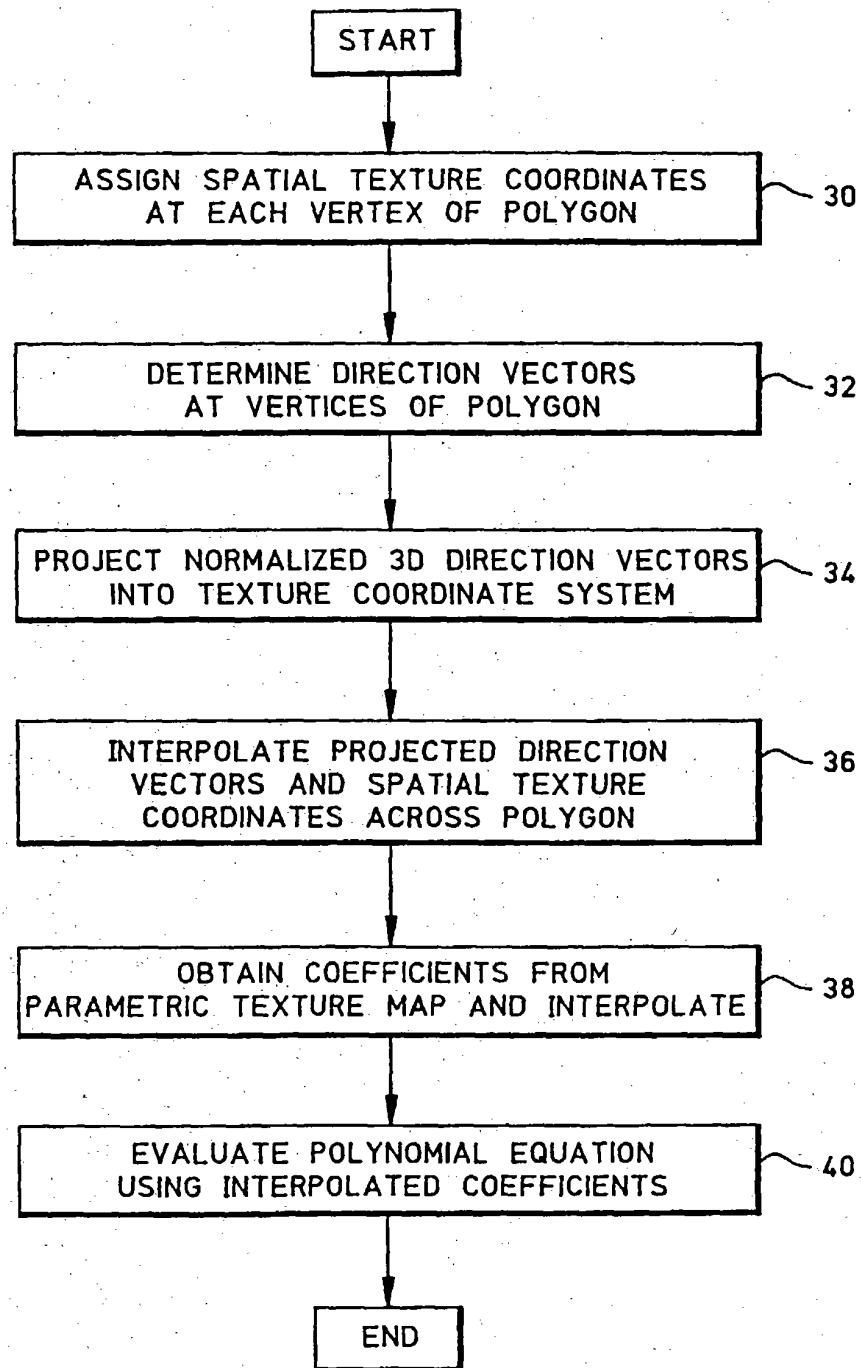 START
ASSIGN SPATIAL TEXTURE COORDINATES
AT EACH VERTEX OF POLYGON
30
DETERMINE DIRECTION VECTORS
AT VERTICES OF POLYGON
32
PROJECT NORMALIZED 3D DIRECTION VECTORS
INTO TEXTURE COORDINATE SYSTEM
34
INTERPOLATE PROJECTED DIRECTION
VECTORS AND SPATIAL TEXTURE
COORDINATES ACROSS POLYGON
36
OBTAIN COEFFICIENTS FROM
PARAMETRIC TEXTURE MAP AND INTERPOLATE
38
EVALUATE POLYNOMIAL EQUATION
USING INTERPOLATED COEFFICIENTS
40
END